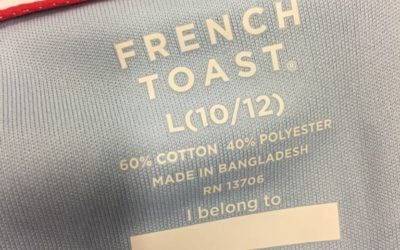 FRENCH
TOAST®
L(10/12)
60% COTTON 40% POLYESTER
MADE IN BANGLADESH
RN 13706
I belong to